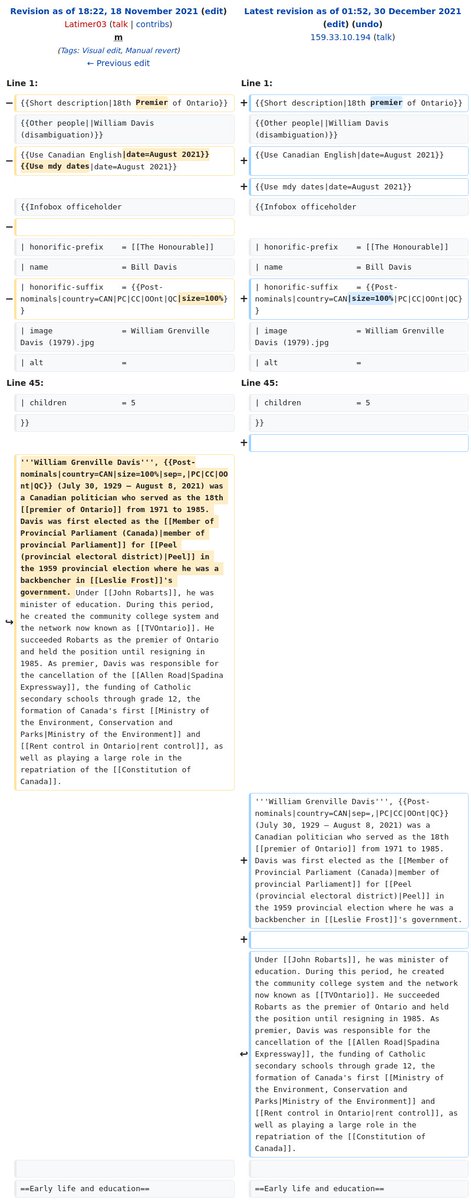 Revision as of 18:22, 18 November 2021 (edit)
Latimer03 (talk | contribs)
m
(Tags: Visual edit, Manual revert)
← Previous edit
Latest revision as of 01:52, 30 December 2021
(edit) (undo)
159.33.10.194 (talk)
Line 1:
Line 1:
− {{Short description|18th Premier of Ontario}}
+ {{Short description|18th premier of Ontario}}
{{Other people||William Davis
(disambiguation)}}
{{Other people||William Davis
(disambiguation)}}
− {{Use Canadian English|date=August 2021}}
{{Use mdy dates|date=August 2021}}
+ {{Use Canadian English|date=August 2021}}
+ {{Use mdy dates|date=August 2021}}
{{Infobox officeholder
{{Infobox officeholder
−
| honorific-prefix = [[The Honourable]]
| honorific-prefix = [[The Honourable]]
| name = Bill Davis
| name = Bill Davis
− | honorific-suffix = {{Post-
nominals|country=CAN|PC|CC|OOnt|QC|size=100%}
}
+ | honorific-suffix = {{Post-
nominals|country=CAN|size=100%|PC|CC|OOnt|QC}
}
| image = William Grenville
Davis (1979).jpg
| image = William Grenville
Davis (1979).jpg
| alt =
| alt =
Line 45:
Line 45:
| children = 5
| children = 5
}}
}}
+
'''William Grenville Davis''', {{Post-
nominals|country=CAN|size=100%|sep=,|PC|CC|OO
nt|QC}} (July 30, 1929 – August 8, 2021) was
a Canadian politician who served as the 18th
[[premier of Ontario]] from 1971 to 1985.
Davis was first elected as the [[Member of
Provincial Parliament (Canada)|member of
provincial Parliament]] for [[Peel
(provincial electoral district)|Peel]] in
the 1959 provincial election where he was a
backbencher in [[Leslie Frost]]'s
government. Under [[John Robarts]], he was
minister of education. During this period,
↪ he created the community college system and
the network now known as [[TVOntario]]. He
succeeded Robarts as the premier of Ontario
and held the position until resigning in
1985. As premier, Davis was responsible for
the cancellation of the [[Allen Road|Spadina
Expressway]], the funding of Catholic
secondary schools through grade 12, the
formation of Canada's first [[Ministry of
the Environment, Conservation and
Parks|Ministry of the Environment]] and
[[Rent control in Ontario|rent control]], as
well as playing a large role in the
repatriation of the [[Constitution of
Canada]].
'''William Grenville Davis''', {{Post-
nominals|country=CAN|sep=,|PC|CC|OOnt|QC}}
(July 30, 1929 – August 8, 2021) was a
Canadian politician who served as the 18th
[[premier of Ontario]] from 1971 to 1985.
+ Davis was first elected as the [[Member of
Provincial Parliament (Canada)|member of
provincial Parliament]] for [[Peel
(provincial electoral district)|Peel]] in
the 1959 provincial election where he was a
backbencher in [[Leslie Frost]]'s government.
+
Under [[John Robarts]], he was minister of
education. During this period, he created
the community college system and the network
now known as [[TVOntario]]. He succeeded
Robarts as the premier of Ontario and held
the position until resigning in 1985. As
premier, Davis was responsible for the
cancellation of the [[Allen Road|Spadina
↩ Expressway]], the funding of Catholic
secondary schools through grade 12, the
formation of Canada's first [[Ministry of
the Environment, Conservation and
Parks|Ministry of the Environment]] and
[[Rent control in Ontario|rent control]], as
well as playing a large role in the
repatriation of the [[Constitution of
Canada]].
==Early life and education==
==Early life and education==